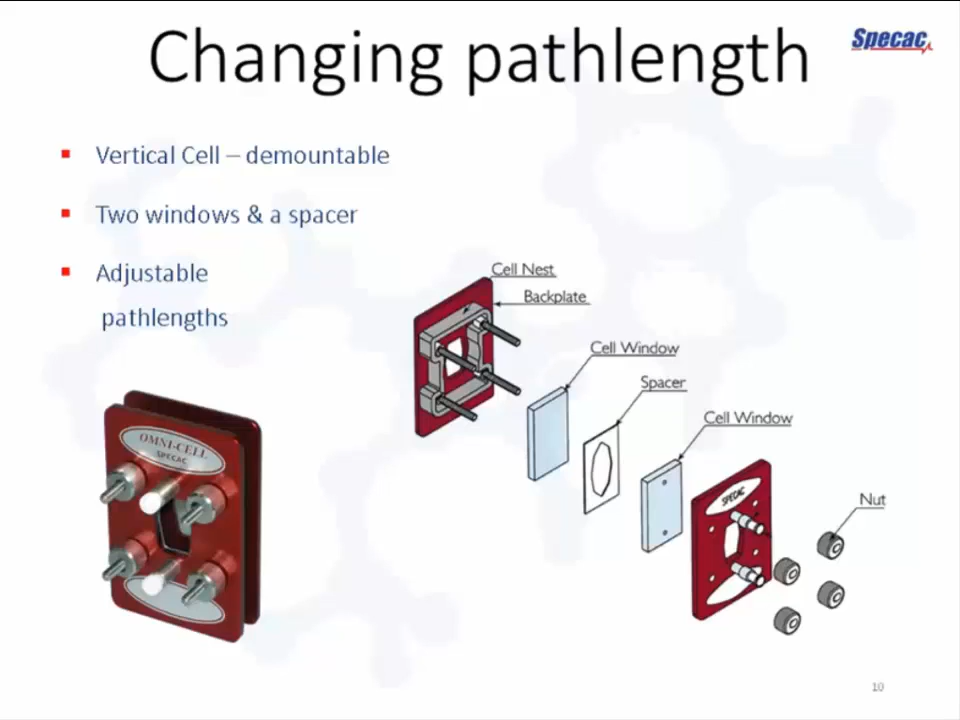 Changing pathlength
Specac
Vertical Cell – demountable
Two windows & a spacer
Adjustable
pathlengths
Cell Nest
Backplate
Cell Window
Spacer
Cell Window
Nut
SPECAC
OMNI-CELL
SPECAC
10